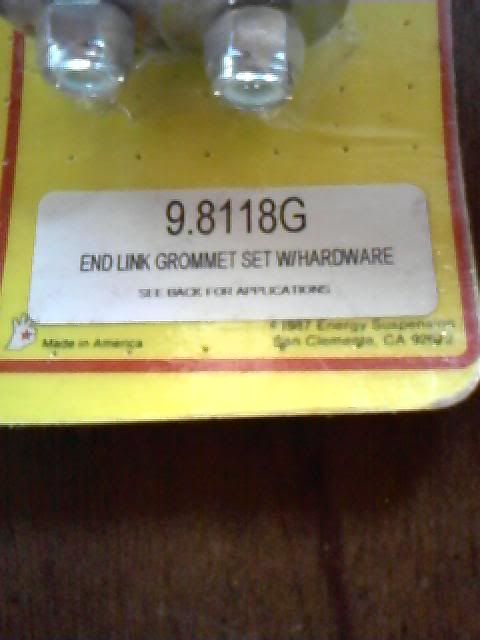 9.8118G
END LINK GROMMET SET W/HARDWARE
SEE BACK FOR APPLICATIONS
© 1987 Energy Suspension
Made in America
San Clemente, CA